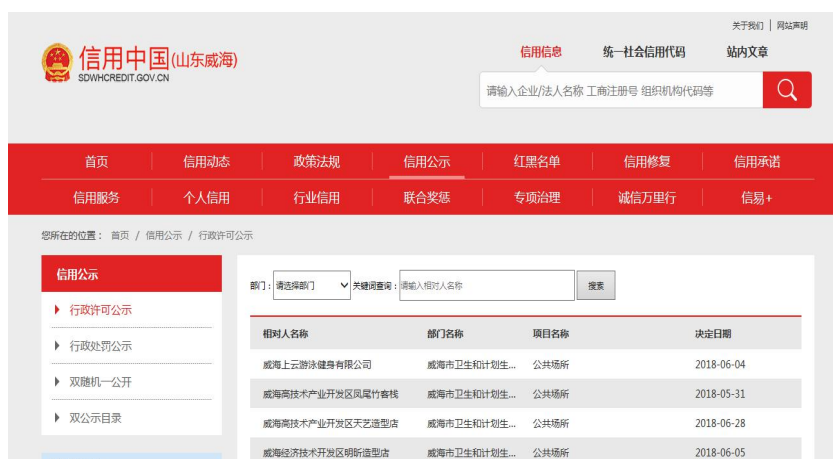 关于我们 | 网站声明
信用中国(山东威海)
SDWHCREDIT.GOV.CN
信用信息 统一社会信用代码 站内文章
请输入企业/法人名称 工商注册号 组织机构代码等
首页 信用动态 政策法规 信用公示 红黑名单 信用修复 信用承诺
信用服务 个人信用 行业信用 联合奖惩 专项治理 诚信万里行 信易+
您所在的位置： 首页 / 信用公示 / 行政许可公示
信用公示
行政许可公示
行政处罚公示
双随机一公开
双公示目录
部门： 请选择部门 关键词查询： 请输入相对人名称 搜索
相对人名称 部门名称 项目名称 决定日期
威海上云游泳健身有限公司 威海市卫生和计划生... 公共场所 2018-06-04
威海高技术产业开发区凤尾竹客栈 威海市卫生和计划生... 公共场所 2018-05-31
威海高技术产业开发区天艺造型店 威海市卫生和计划生... 公共场所 2018-06-28
威海经济技术开发区明昕造型店 威海市卫生和计划生... 公共场所 2018-06-05